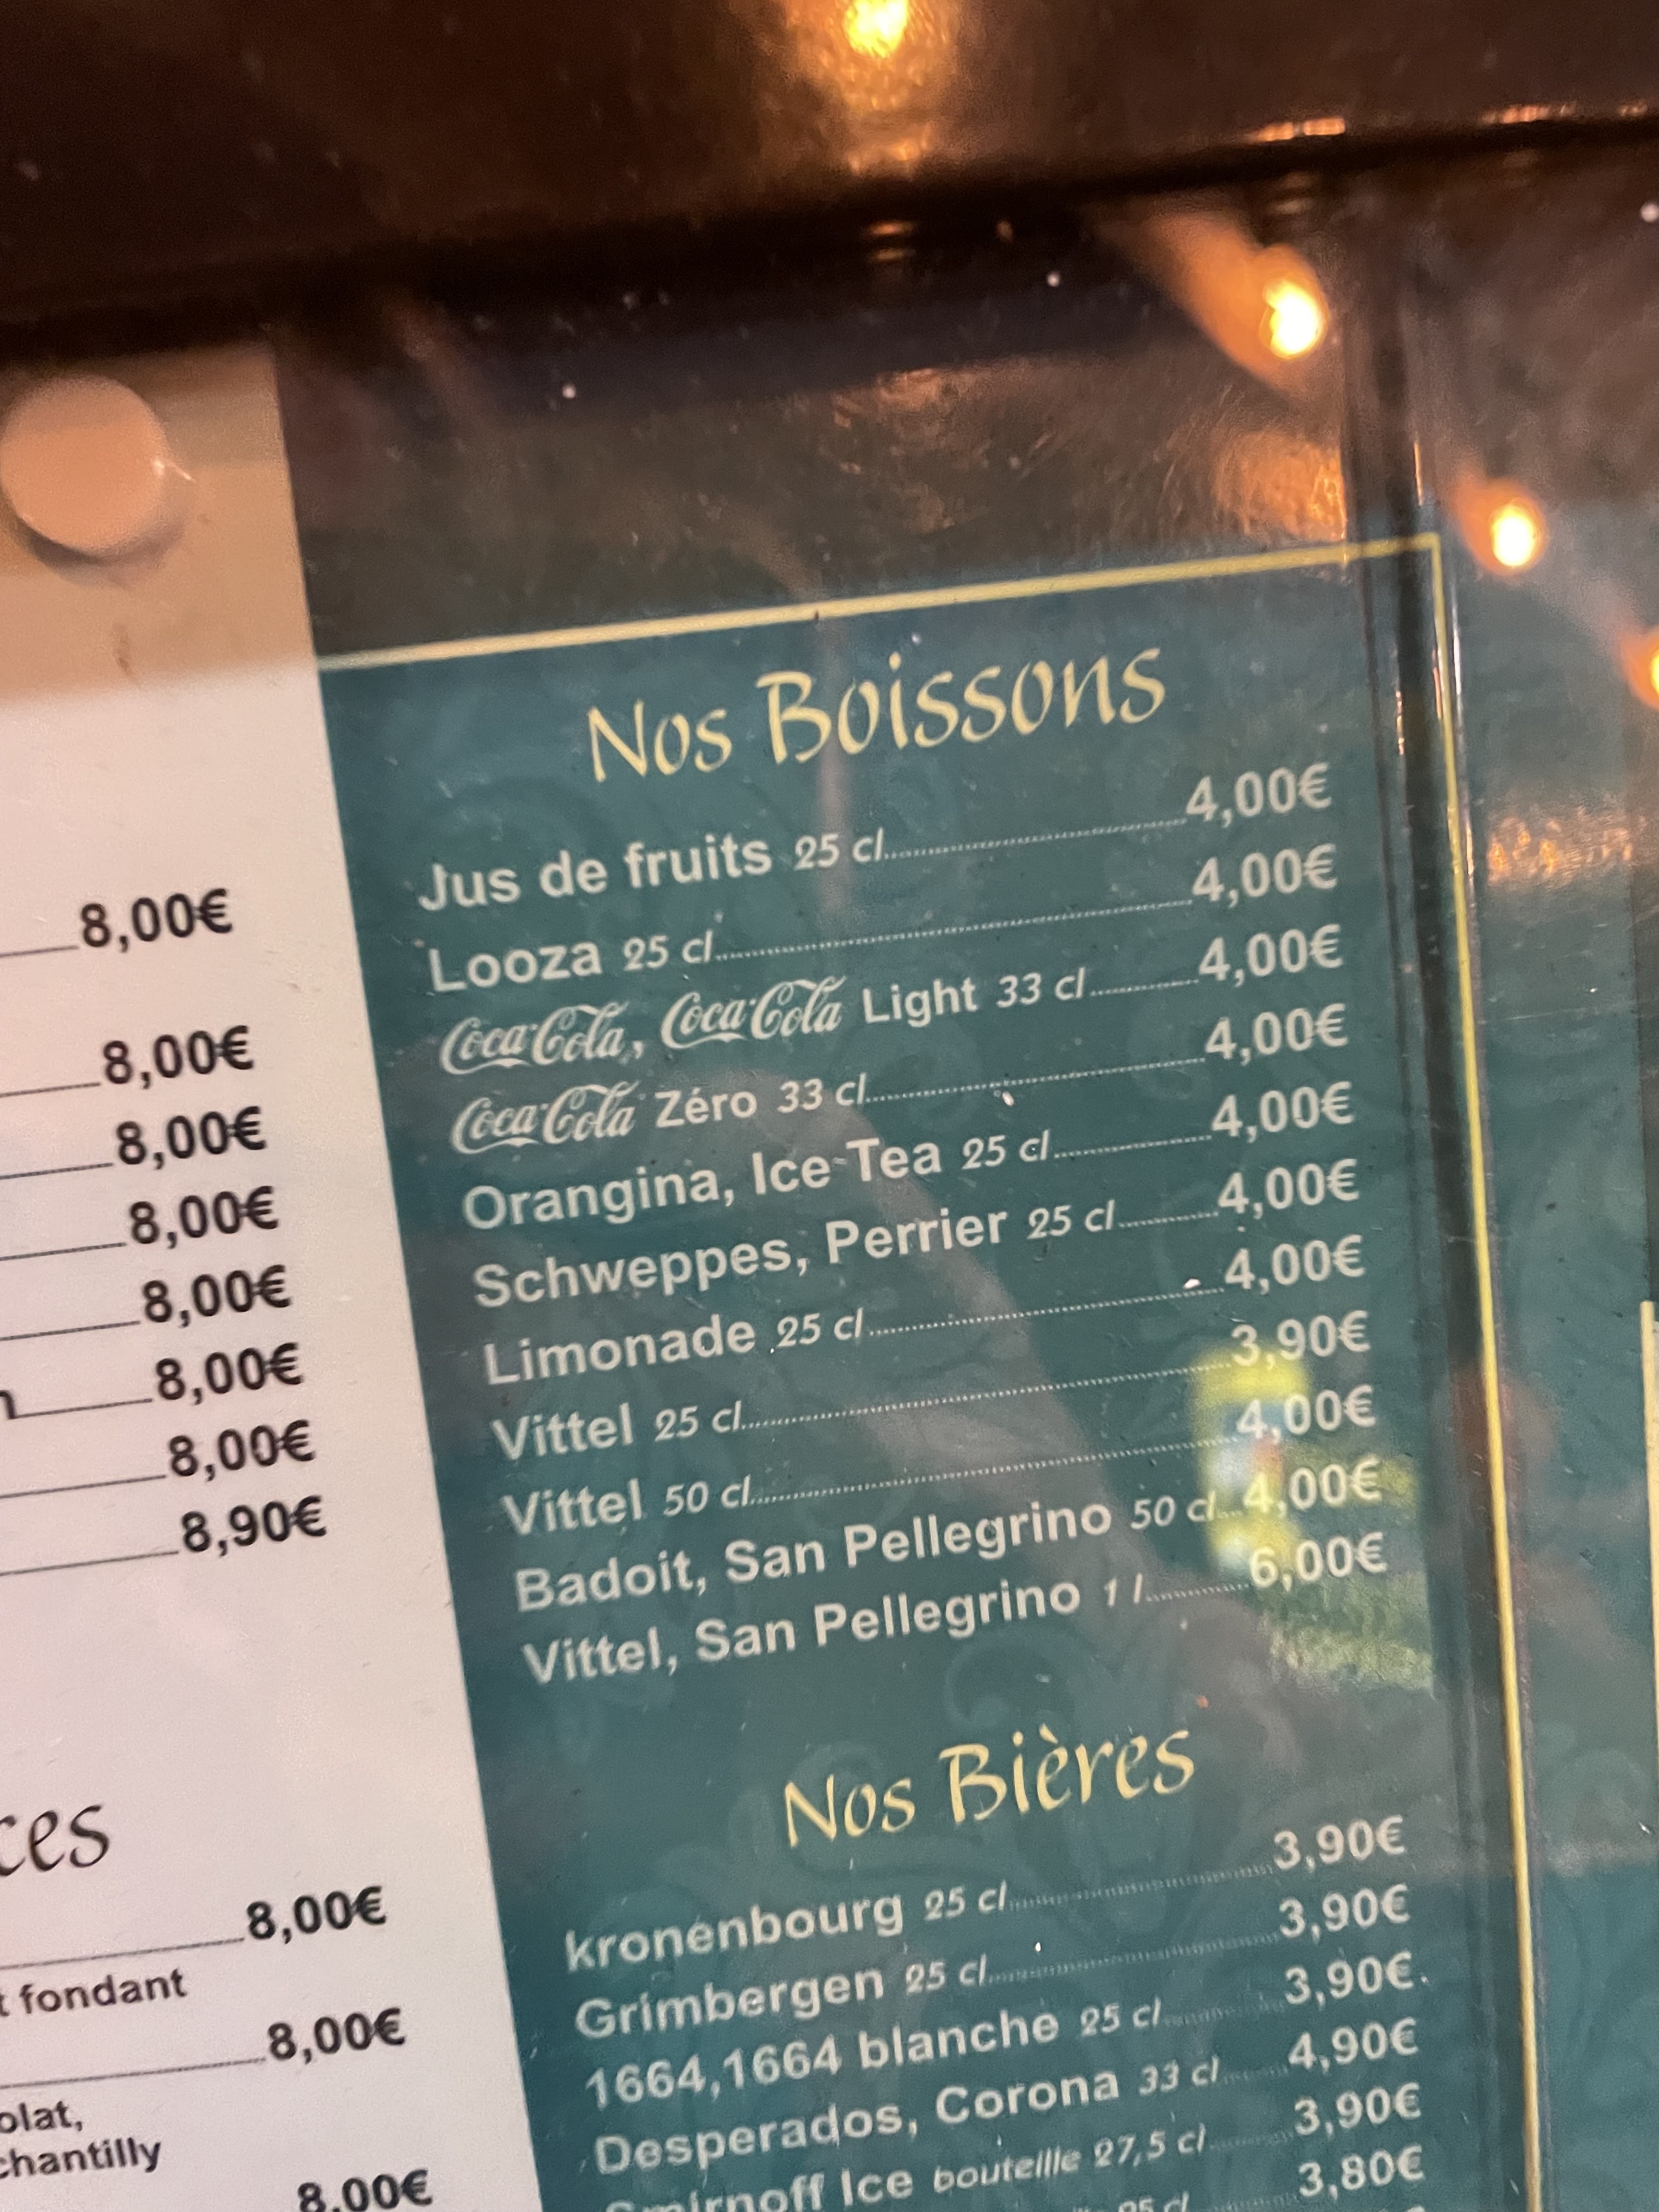 8,00€
8,00€
8,00€
8,00€
8,00€
8,00€
8,00€
8,90€
ces
8,00€
t fondant
8,00€
olat,
chantilly
8,00€
Nos Boissons
Jus de fruits 25 cl 4,00€
Looza 25 cl 4,00€
Coca-Cola, Coca-Cola Light 33 cl 4,00€
Coca-Cola Zéro 33 cl 4,00€
Orangina, Ice-Tea 25 cl 4,00€
Schweppes, Perrier 25 cl 4,00€
Limonade 25 cl 4,00€
Vittel 25 cl 3,90€
Vittel 50 cl 4,00€
Badoit, San Pellegrino 50 cl 4,00€
Vittel, San Pellegrino 1 l 6,00€
Nos Bières
kronenbourg 25 cl 3,90€
Grimbergen 25 cl 3,90€
1664,1664 blanche 25 cl 3,90€
Desperados, Corona 33 cl 4,90€
Smirnoff Ice bouteille 27,5 cl 3,90€
25 cl 3,80€